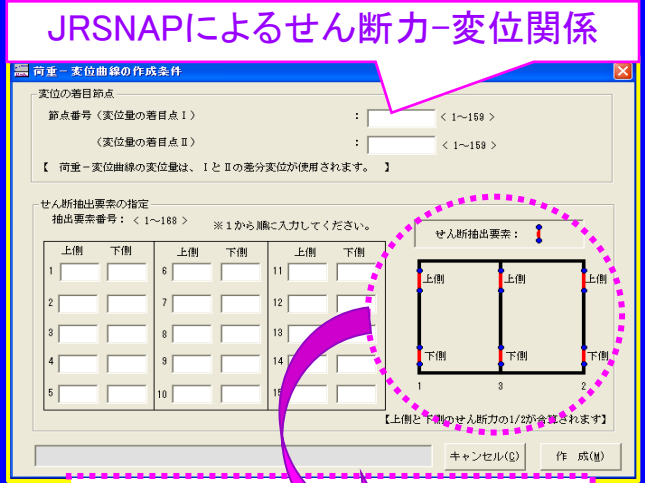 JRSNAPによるせん断力-変位関係
荷重－変位曲線の作成条件
変位の着目節点
節点番号（変位量の着目点Ⅰ） : < 1～159 >
（変位量の着目点Ⅱ） : < 1～159 >
【 荷重－変位曲線の変位量は、ⅠとⅡの差分変位が使用されます。 】
せん断抽出要素の指定
抽出要素番号： < 1～168 > ※１から順に入力してください。
上側 下側 上側 下側 上側 下側
1 6 11
2 7 12
3 8 13
4 9 14
5 10
せん断抽出要素：
上側 上側 上側
下側 下側 下側
1 3 2
【上側と下側のせん断力の1/2が合算されます】
キャンセル(C) 作 成(M)